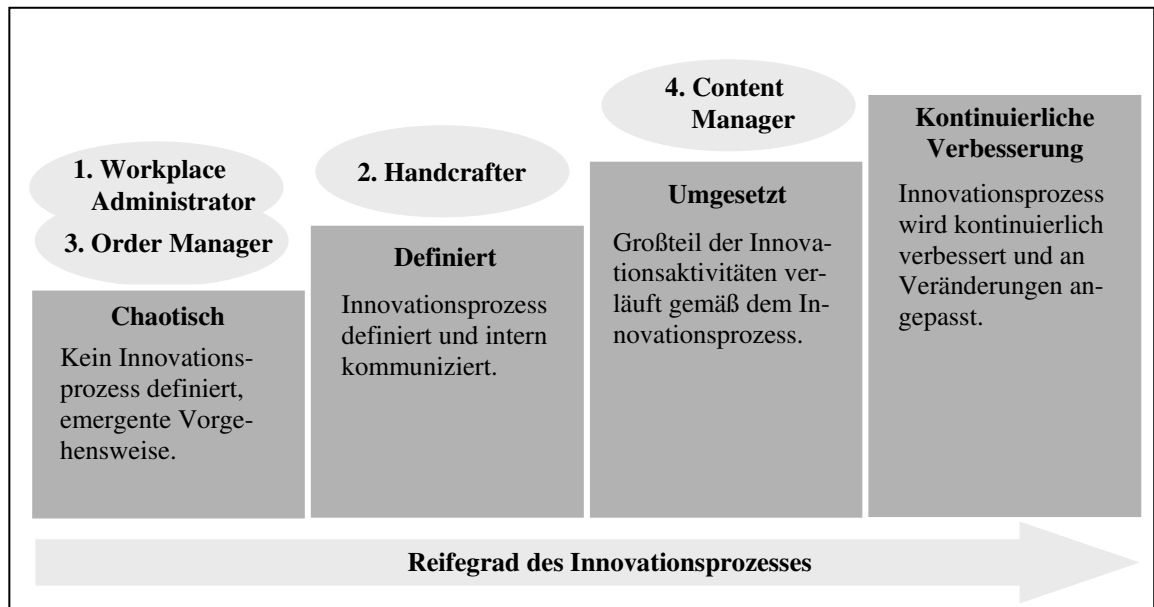 1. Workplace
Administrator
3. Order Manager
Chaotisch
Kein Innovations-
prozess definiert,
emergente Vorge-
hensweise.
2. Handcrafter
Definiert
Innovationsprozess
definiert und intern
kommuniziert.
4. Content
Manager
Umgesetzt
Großteil der Innova-
tionsaktivitäten ver-
läuft gemäß dem In-
novationsprozess.
Kontinuierliche
Verbesserung
Innovationsprozess
wird kontinuierlich
verbessert und an
Veränderungen an-
gepasst.
Reifegrad des Innovationsprozesses